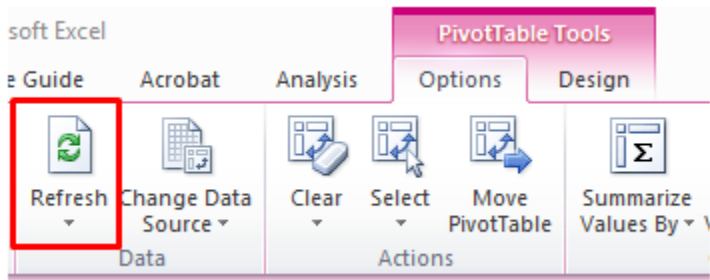 soft Excel
PivotTable Tools
e Guide Acrobat Analysis Options Design
Refresh Change Data Source Clear Select Move PivotTable Summarize Values By
Data Actions